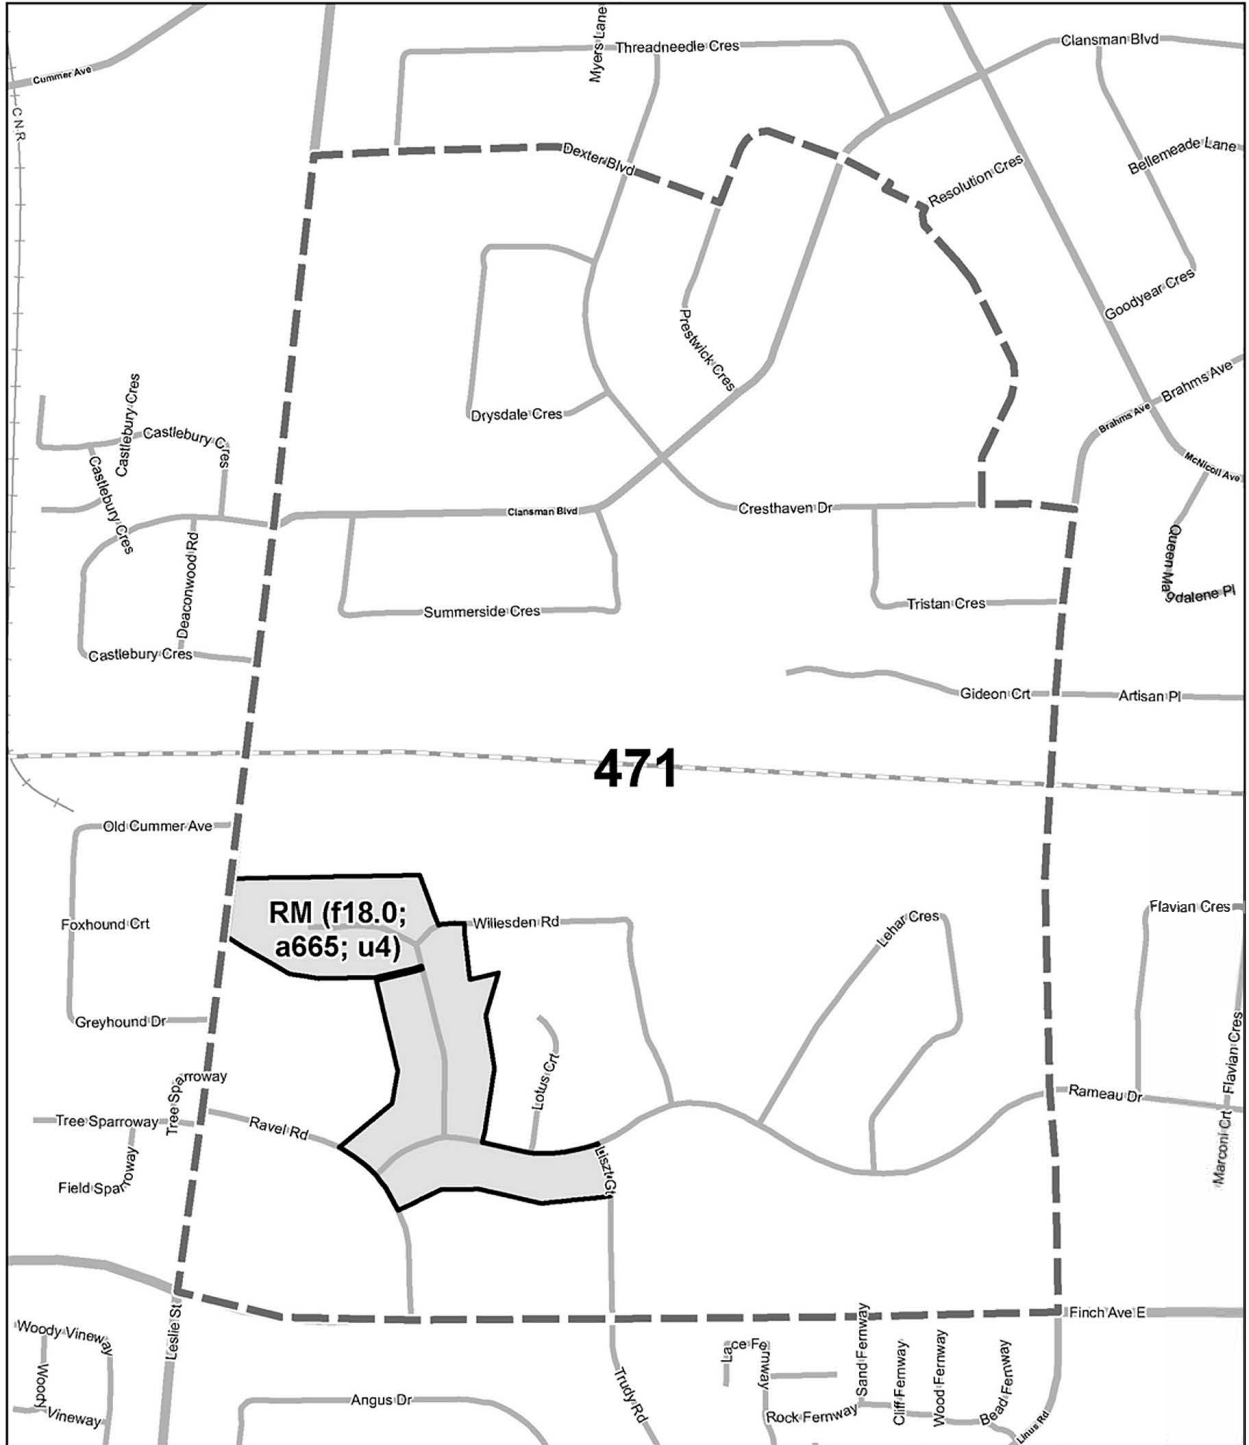 Myers Lane
Threadneedle Cres
Clansman Blvd
Cummer Ave
C N R
Dexter Blvd
Bellemeade Lane
Resolution Cres
Goodyear Cres
Prestwick Cres
Brahms Ave
Brahms Ave
Castlebury Cres
Drysdale Cres
Castlebury Cres
Castlebury Cres
McNicoll Ave
Clansman Blvd
Cresthaven Dr
Deaconwood Rd
Queen Magdalene Pl
Summerside Cres
Tristan Cres
Castlebury Cres
Gideon Crt
Artisan Pl
471
Old Cummer Ave
RM (f18.0;
a665; u4)
Willesden Rd
Lehar Cres
Flavian Cres
Foxhound Crt
Greyhound Dr
Flavian Cres
Tree Sparroway
Lotus Crt
Rameau Dr
Tree Sparroway
Ravel Rd
Marconi Crt
Liszt Gt
Field Sparroway
Finch Ave E
Leslie St
Woody Vineway
Woody Vineway
Lace Fernway
Sand Fernway
Cliff Fernway
Wood Fernway
Bead Fernway
Angus Dr
Trudy Rd
Rock Fernway
Linus Rd